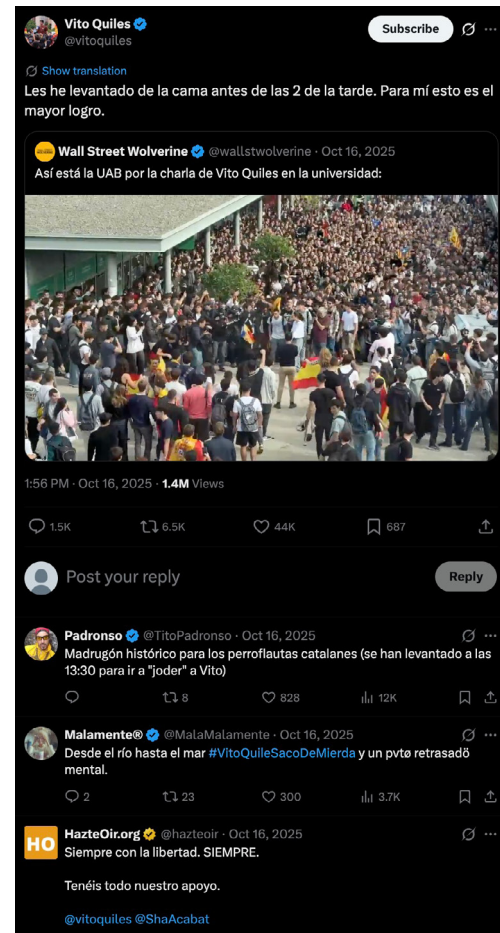 Vito Quiles
@vitoquiles
Subscribe
Show translation
Les he levantado de la cama antes de las 2 de la tarde. Para mí esto es el
mayor logro.
Wall Street Wolverine @wallstwolverine · Oct 16, 2025
Así está la UAB por la charla de Vito Quiles en la universidad:
1:56 PM · Oct 16, 2025 · 1.4M Views
1.5K 6.5K 44K 687
Post your reply
Reply
Padronso @TitoPadronso · Oct 16, 2025
Madrugón histórico para los perroflautas catalanes (se han levantado a las
13:30 para ir a "joder" a Vito)
8 828 12K
Malamente® @MalaMalamente · Oct 16, 2025
Desde el río hasta el mar #VitoQuileSacoDeMierda y un pvtø retrasadö
mental.
2 23 300 3.7K
HO
HazteOir.org @hazteoir · Oct 16, 2025
Siempre con la libertad. SIEMPRE.
Tenéis todo nuestro apoyo.
@vitoquiles @ShaAcabat